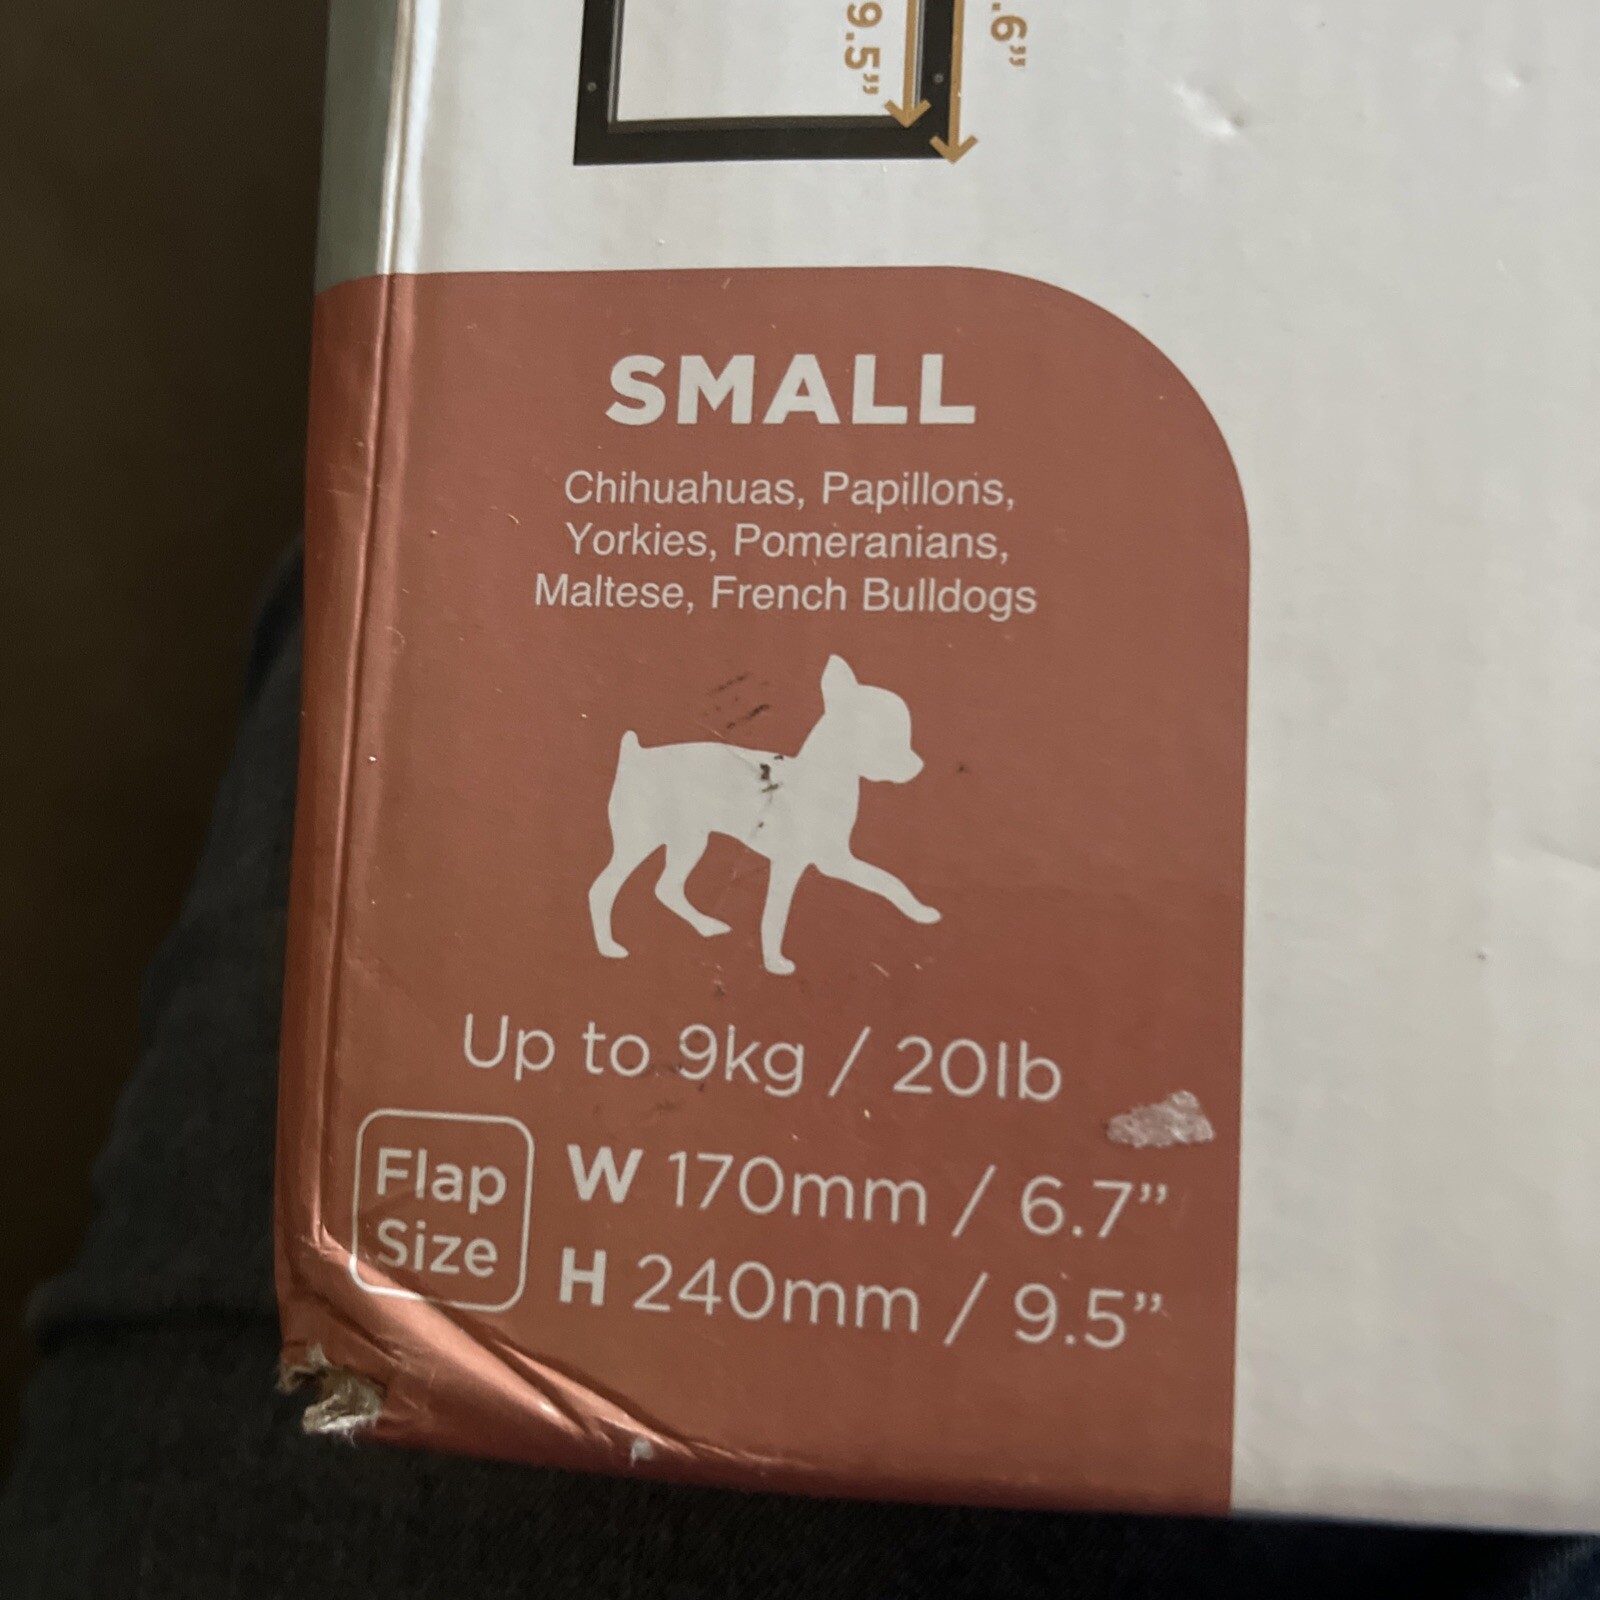 9.5”
.6”
SMALL
Chihuahuas, Papillons,
Yorkies, Pomeranians,
Maltese, French Bulldogs
Up to 9kg / 20lb
Flap
Size
W 170mm / 6.7”
H 240mm / 9.5”